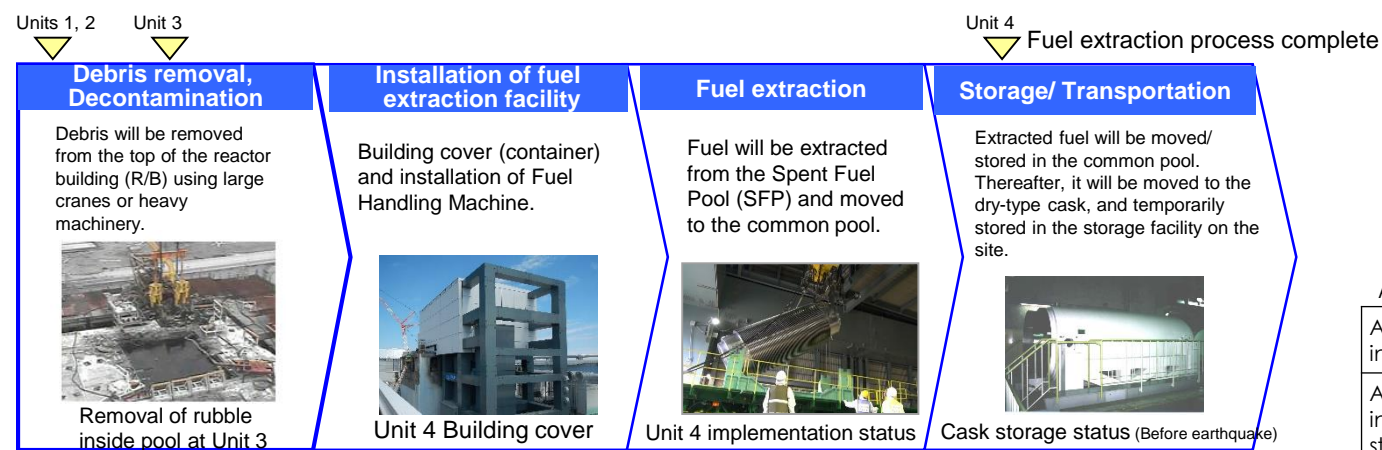 Units 1, 2
Unit 3
Unit 4
Fuel extraction process complete
Debris removal,
Decontamination
Debris will be removed
from the top of the reactor
building (R/B) using large
cranes or heavy
machinery.
Removal of rubble
inside pool at Unit 3
Installation of fuel
extraction facility
Building cover (container)
and installation of Fuel
Handling Machine.
Unit 4 Building cover
Fuel extraction
Fuel will be extracted
from the Spent Fuel
Pool (SFP) and moved
to the common pool.
Unit 4 implementation status
Storage/ Transportation
Extracted fuel will be moved/
stored in the common pool.
Thereafter, it will be moved to the
dry-type cask, and temporarily
stored in the storage facility on the
site.
Cask storage status (Before earthquake)